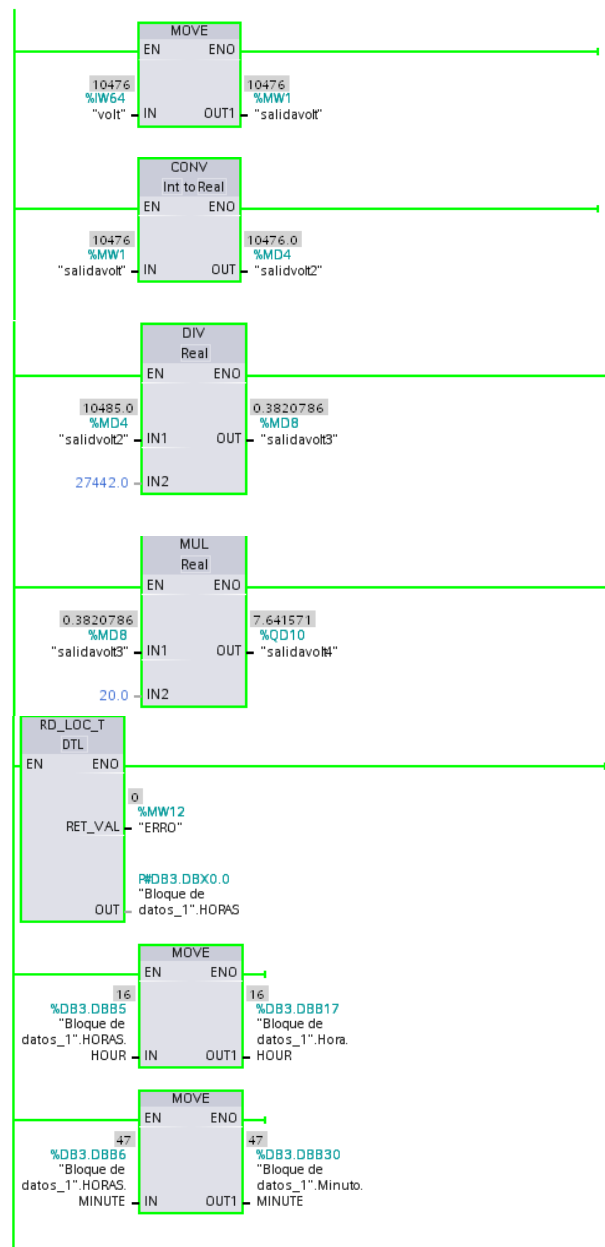 MOVE
EN ENO
10476 10476
%IW64 %MW1
"volt" IN OUT1 "salidavolt"
CONV
Int to Real
EN ENO
10476 10476.0
%MW1 %MD4
"salidavolt" IN OUT "salidvolt2"
DIV
Real
EN ENO
10485.0 0.3820786
%MD4 %MD8
"salidvolt2" IN1 OUT "salidavolt3"
27442.0 IN2
MUL
Real
EN ENO
0.3820786 7.641571
%MD8 %QD10
"salidavolt3" IN1 OUT "salidavolt4"
20.0 IN2
RD_LOC_T
DTL
EN ENO
0
%MW12
RET_VAL "ERRO"
P#DB3.DBX0.0
"Bloque de
OUT datos_1".HORAS
MOVE
EN ENO
16 16
%DB3.DBB5 %DB3.DBB17
"Bloque de "Bloque de
datos_1".HORAS. datos_1".Hora.
HOUR IN OUT1 HOUR
MOVE
EN ENO
47 47
%DB3.DBB6 %DB3.DBB30
"Bloque de "Bloque de
datos_1".HORAS. datos_1".Minuto.
MINUTE IN OUT1 MINUTE